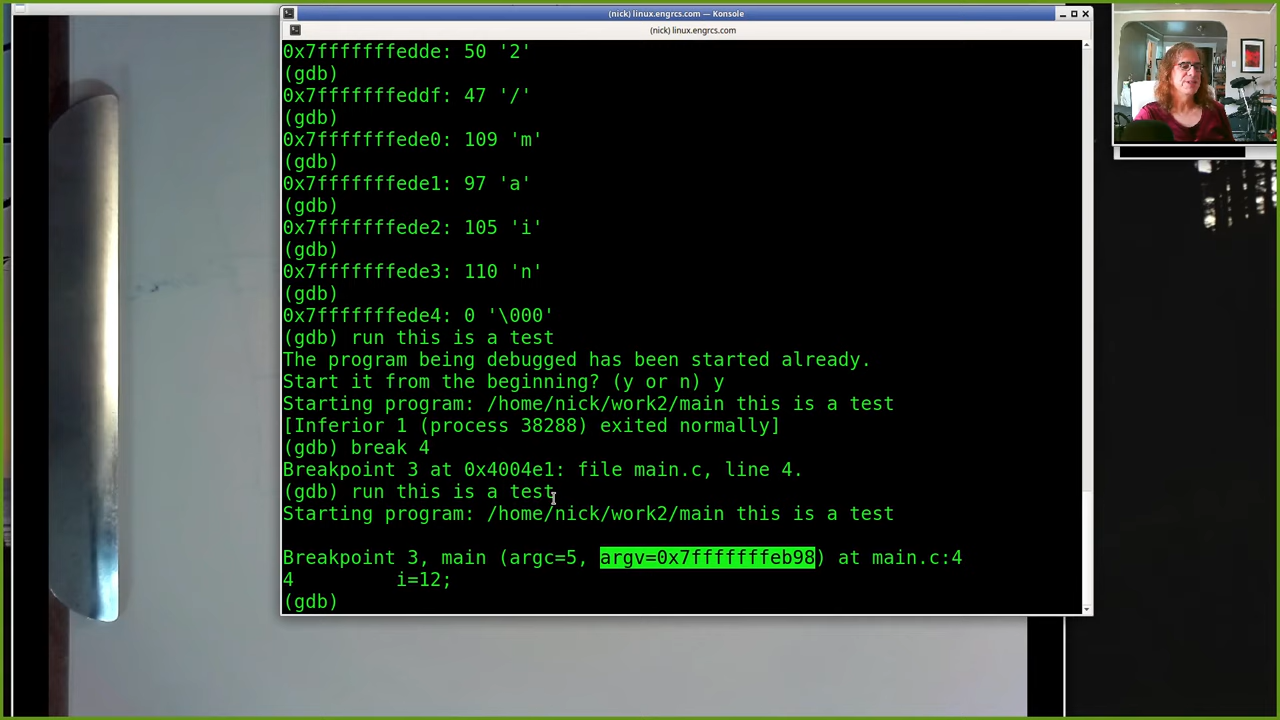 (nick) linux.engrcs.com — Konsole
(nick) linux.engrcs.com
0x7fffffffedde: 50 '2'
(gdb)
0x7fffffffeddf: 47 '/'
(gdb)
0x7fffffffede0: 109 'm'
(gdb)
0x7fffffffede1: 97 'a'
(gdb)
0x7fffffffede2: 105 'i'
(gdb)
0x7fffffffede3: 110 'n'
(gdb)
0x7fffffffede4: 0 '\000'
(gdb) run this is a test
The program being debugged has been started already.
Start it from the beginning? (y or n) y
Starting program: /home/nick/work2/main this is a test
[Inferior 1 (process 38288) exited normally]
(gdb) break 4
Breakpoint 3 at 0x4004e1: file main.c, line 4.
(gdb) run this is a test
Starting program: /home/nick/work2/main this is a test
Breakpoint 3, main (argc=5, argv=0x7fffffffeb98) at main.c:4
4 i=12;
(gdb)